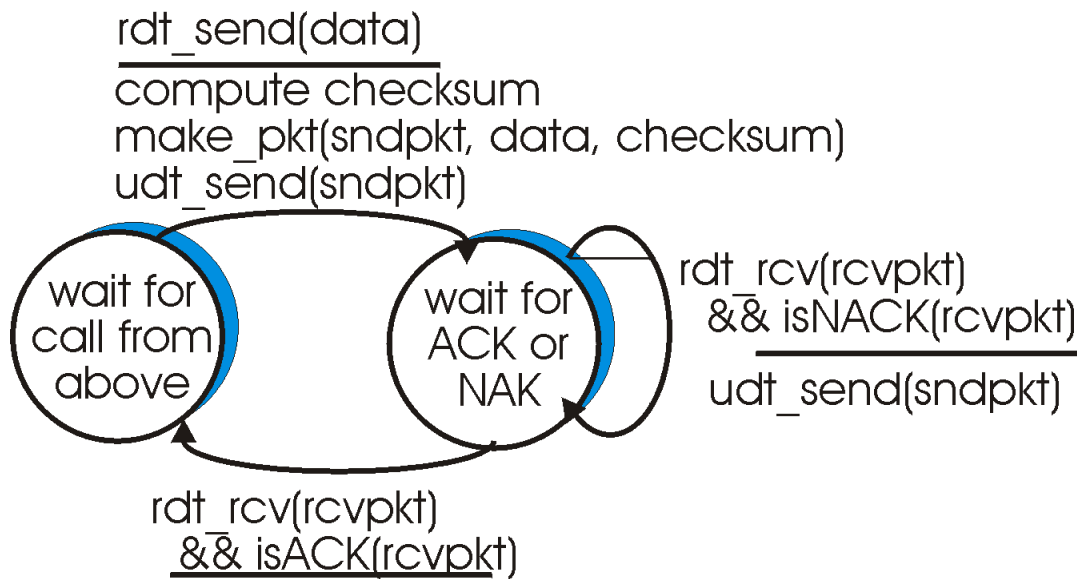 rdt_send(data)
compute checksum
make_pkt(sndpkt, data, checksum)
udt_send(sndpkt)
wait for
call from
above
wait for
ACK or
NAK
rdt_rcv(rcvpkt)
&& isNACK(rcvpkt)
udt_send(sndpkt)
rdt_rcv(rcvpkt)
&& isACK(rcvpkt)